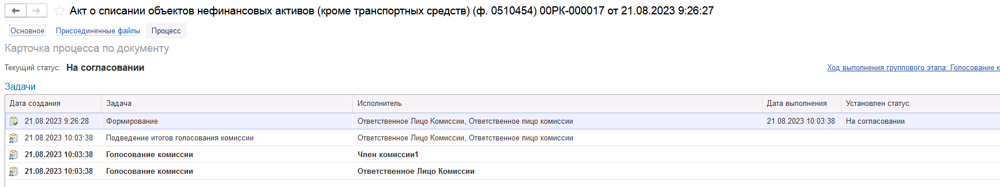 Акт о списании объектов нефинансовых активов (кроме транспортных средств) (ф. 0510454) 00РК-000017 от 21.08.2023 9:26:27
Основное Присоединенные файлы Процесс
Карточка процесса по документу
Текущий статус: На согласовании Ход выполнения группового этапа: Голосование к
Задачи
Дата создания Задача Исполнитель Дата выполнения Установлен статус
21.08.2023 9:26:28 Формирование Ответственное Лицо Комиссии, Ответственное лицо комиссии 21.08.2023 10:03:38 На согласовании
21.08.2023 10:03:38 Подведение итогов голосования комиссии Ответственное Лицо Комиссии, Ответственное лицо комиссии
21.08.2023 10:03:38 Голосование комиссии Член комиссии1
21.08.2023 10:03:38 Голосование комиссии Ответственное Лицо Комиссии